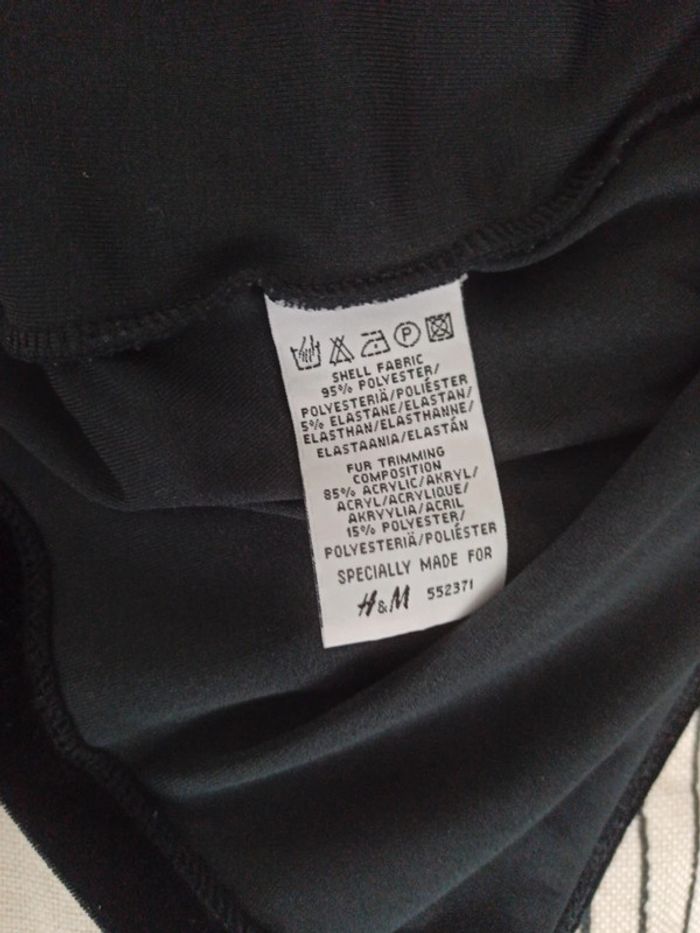 SHELL FABRIC
95% POLYESTER/
POLYESTERIÄ/POLIÉSTER
5% ELASTANE/ELASTAN/
ELASTHAN/ELASTHANNE/
ELASTAANIA/ELASTÁN
FUR TRIMMING
COMPOSITION
85% ACRYLIC/AKRYL/
ACRYL/ACRYLIQUE/
AKRYYLIA/ACRIL
15% POLYESTER/
POLYESTERIÄ/POLIÉSTER
SPECIALLY MADE FOR
H&M 552371